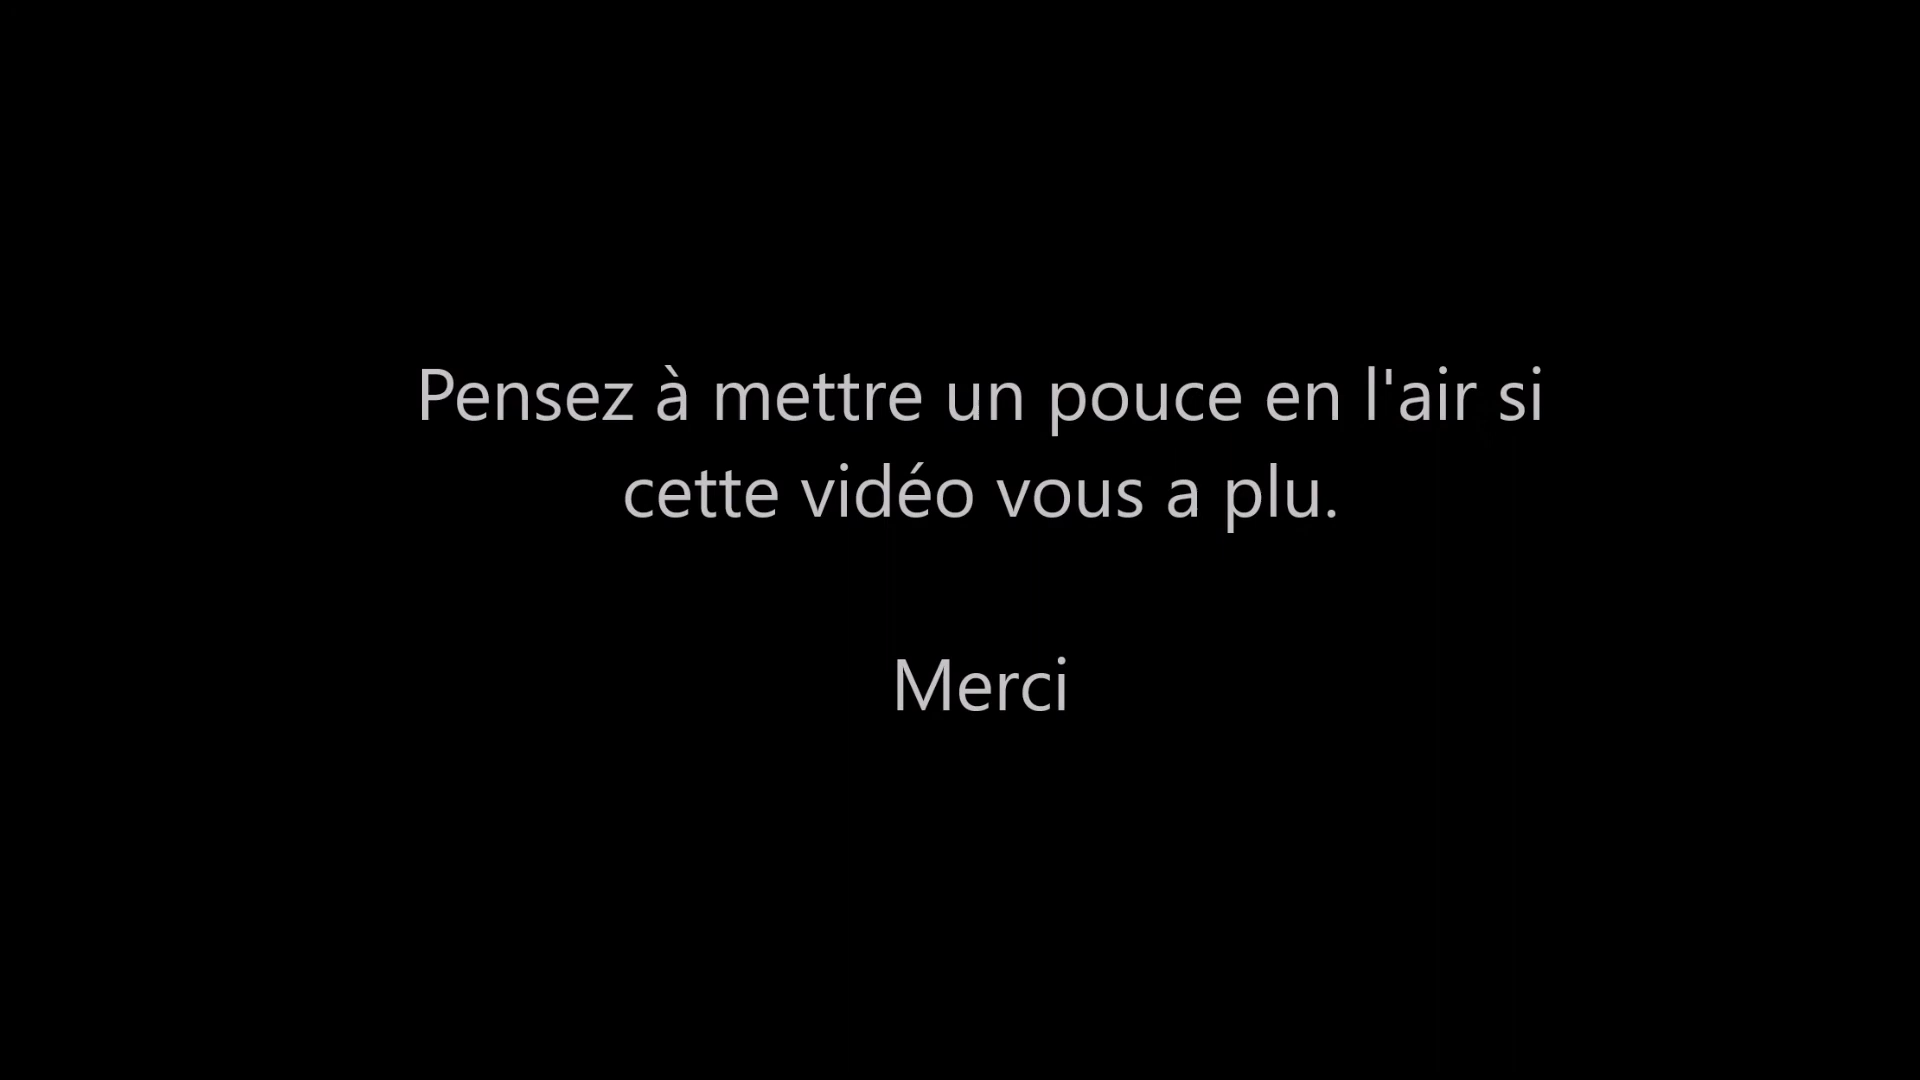 Pensez à mettre un pouce en l'air si
cette vidéo vous a plu.
Merci